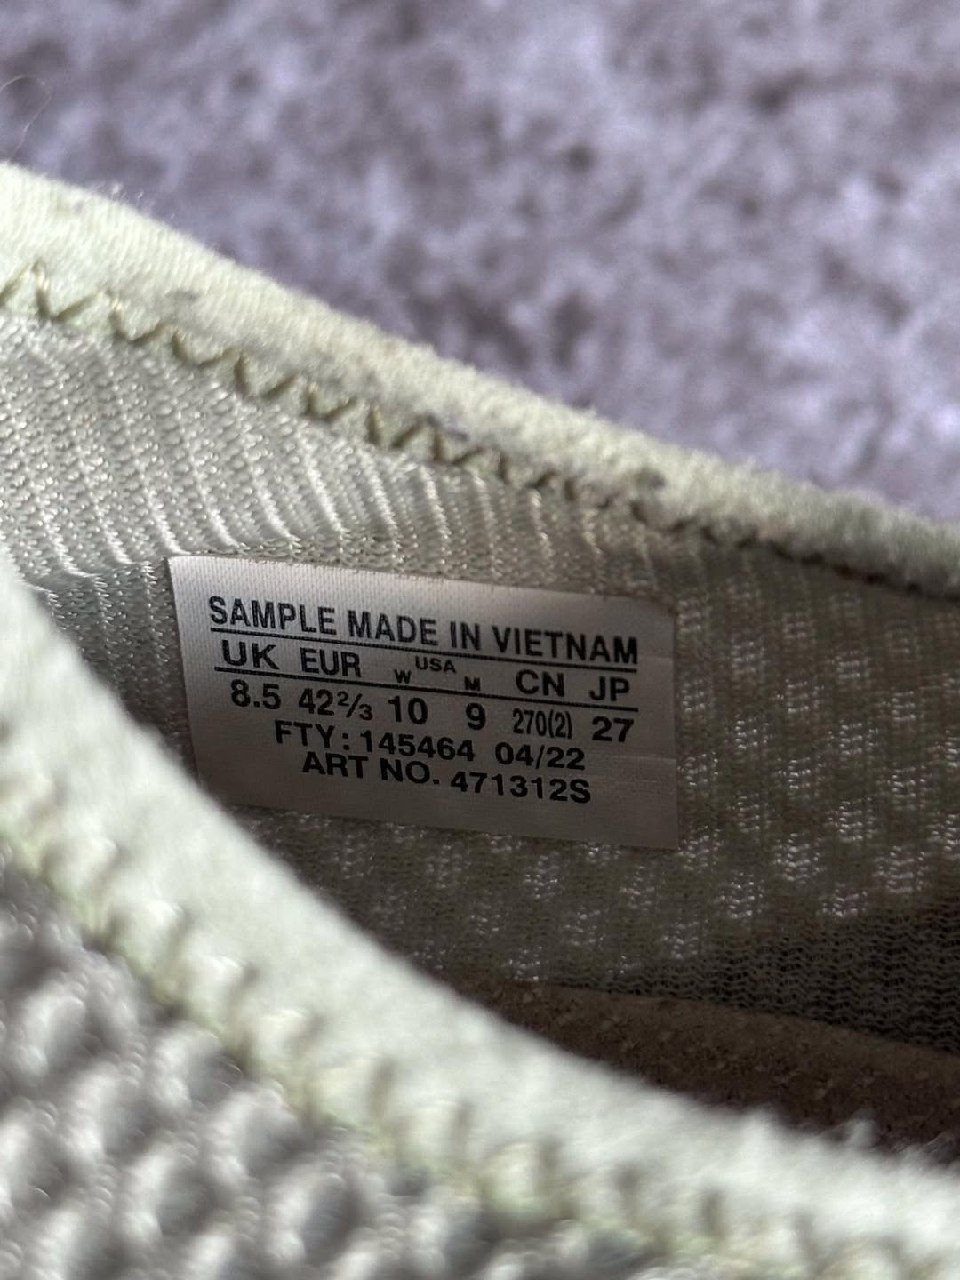 SAMPLE MADE IN VIETNAM
UK EUR W USA M CN JP
8.5 42⅔ 10 9 270(2) 27
FTY: 145464 04/22
ART NO. 471312S